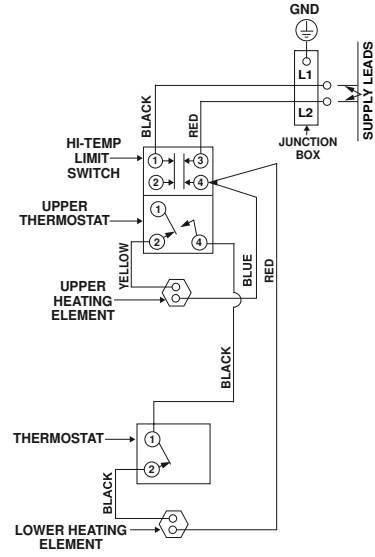 GND
L1
L2
SUPPLY LEADS
JUNCTION
BOX
BLACK
RED
HI-TEMP
LIMIT
SWITCH
1
3
2
4
UPPER
THERMOSTAT
1
2
4
YELLOW
BLUE
RED
UPPER
HEATING
ELEMENT
BLACK
THERMOSTAT
1
2
BLACK
LOWER HEATING
ELEMENT